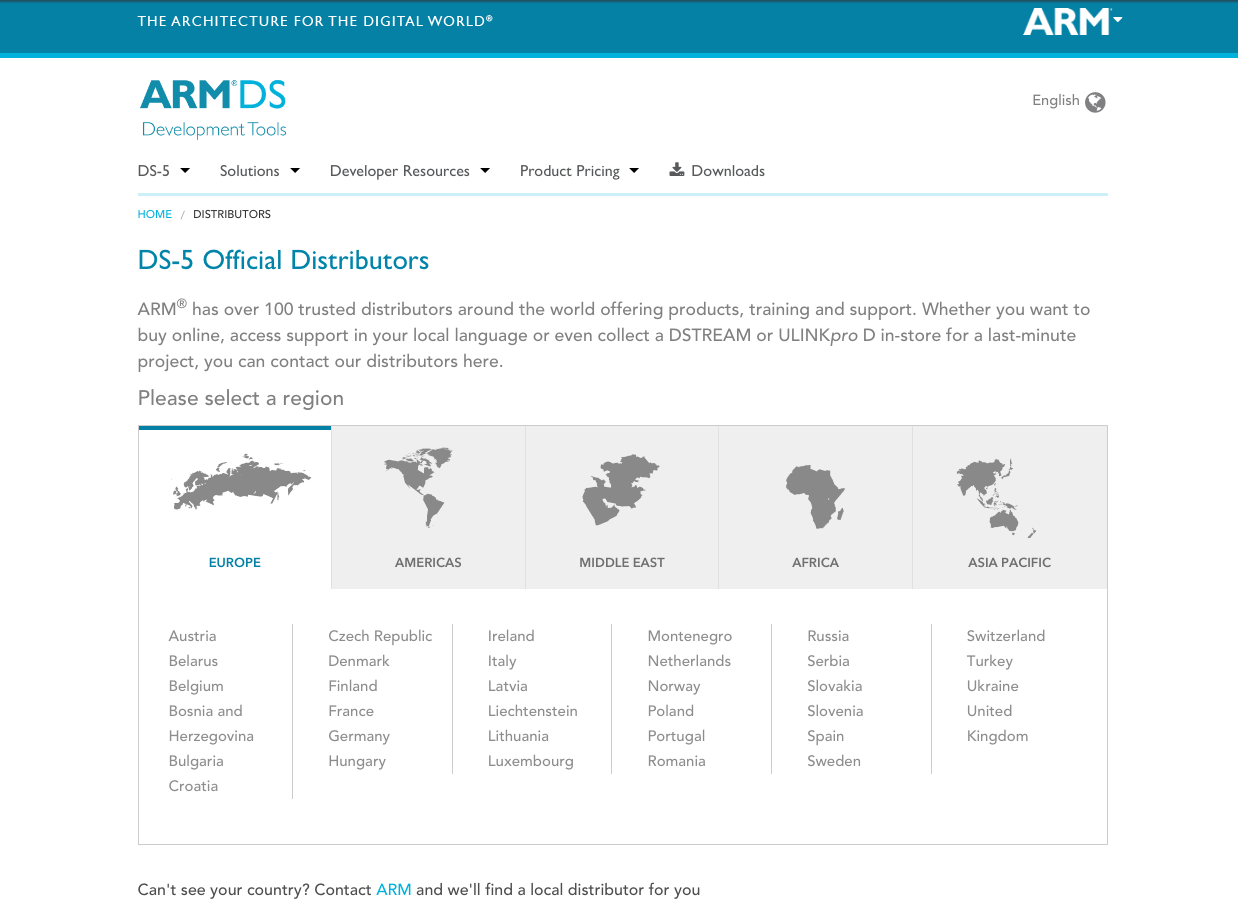 THE ARCHITECTURE FOR THE DIGITAL WORLD®
ARM
ARM®DS
Development Tools
English
DS-5 Solutions Developer Resources Product Pricing Downloads
HOME / DISTRIBUTORS
DS-5 Official Distributors
ARM® has over 100 trusted distributors around the world offering products, training and support. Whether you want to
buy online, access support in your local language or even collect a DSTREAM or ULINKpro D in-store for a last-minute
project, you can contact our distributors here.
Please select a region
EUROPE AMERICAS MIDDLE EAST AFRICA ASIA PACIFIC
Austria
Belarus
Belgium
Bosnia and
Herzegovina
Bulgaria
Croatia
Czech Republic
Denmark
Finland
France
Germany
Hungary
Ireland
Italy
Latvia
Liechtenstein
Lithuania
Luxembourg
Montenegro
Netherlands
Norway
Poland
Portugal
Romania
Russia
Serbia
Slovakia
Slovenia
Spain
Sweden
Switzerland
Turkey
Ukraine
United
Kingdom
Can't see your country? Contact ARM and we'll find a local distributor for you